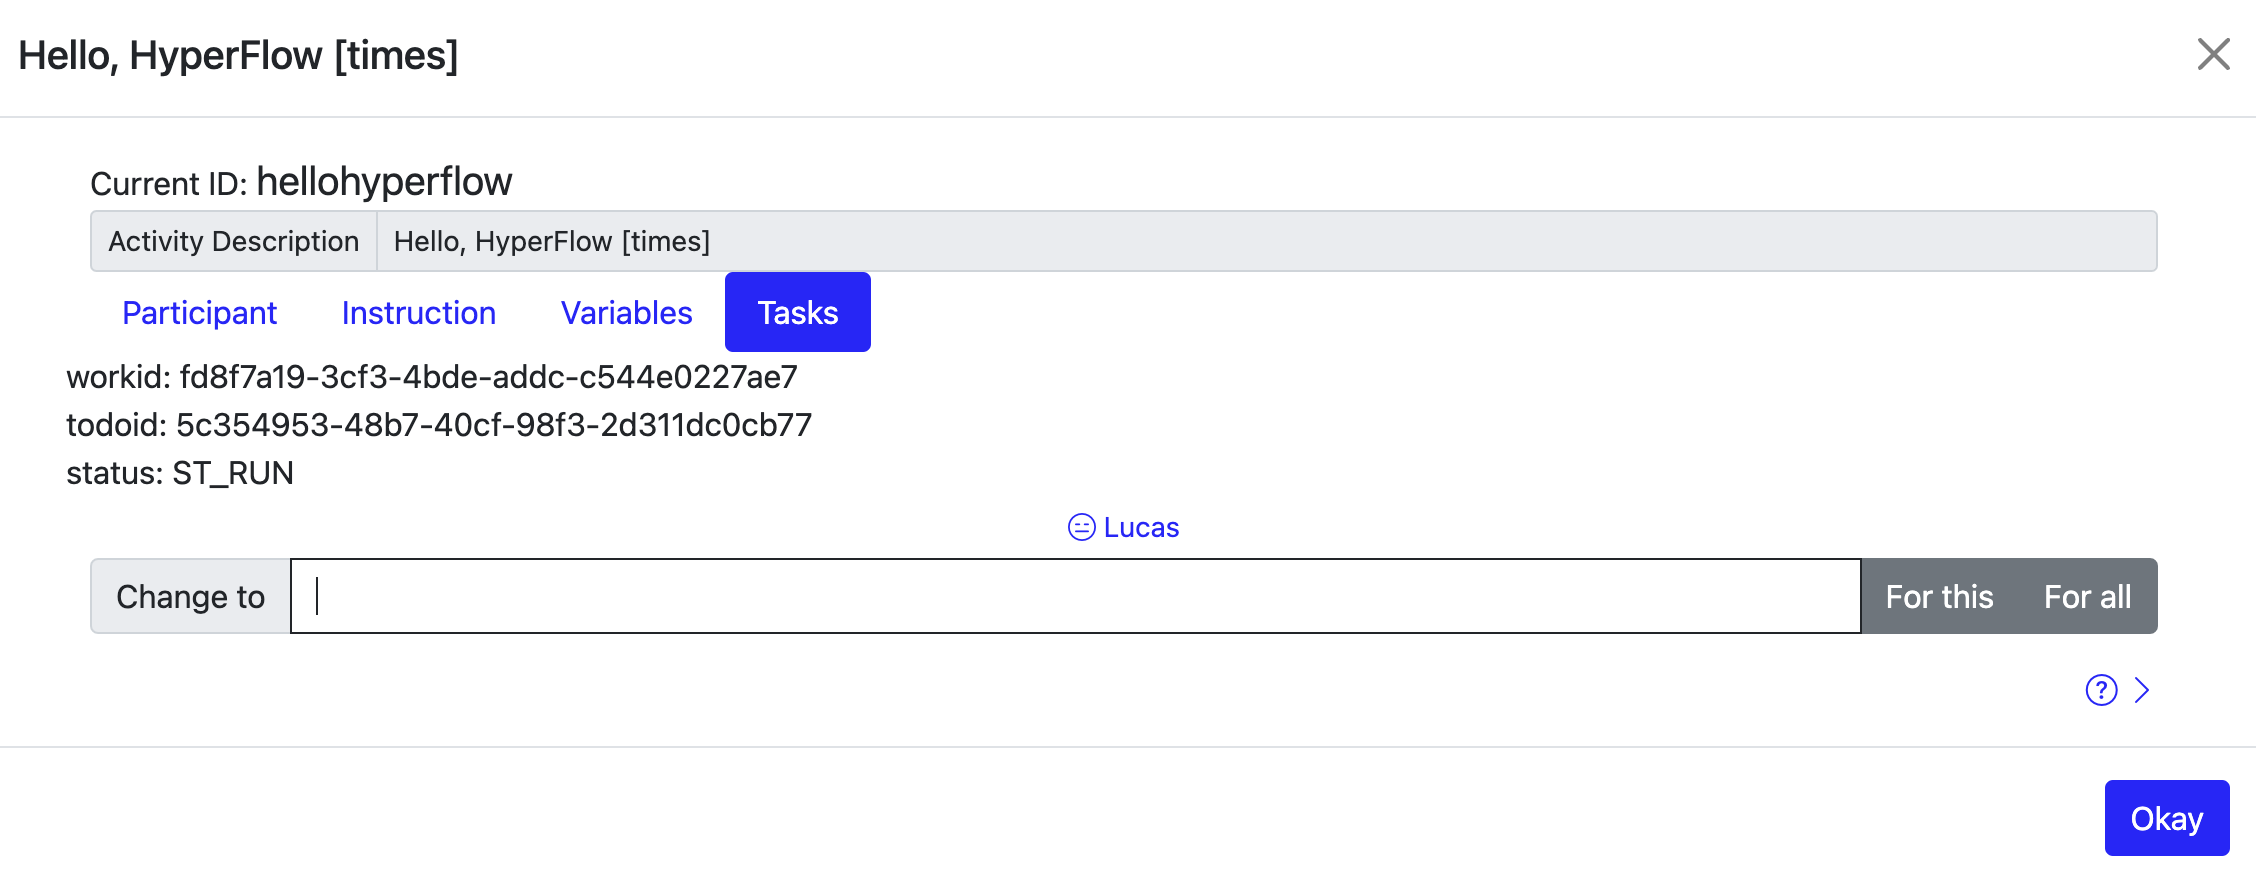 Hello, HyperFlow [times]
Current ID: hellohyperflow
Activity Description Hello, HyperFlow [times]
Participant Instruction Variables Tasks
workid: fd8f7a19-3cf3-4bde-addc-c544e0227ae7
todoid: 5c354953-48b7-40cf-98f3-2d311dc0cb77
status: ST_RUN
Lucas
Change to For this For all
?
Okay